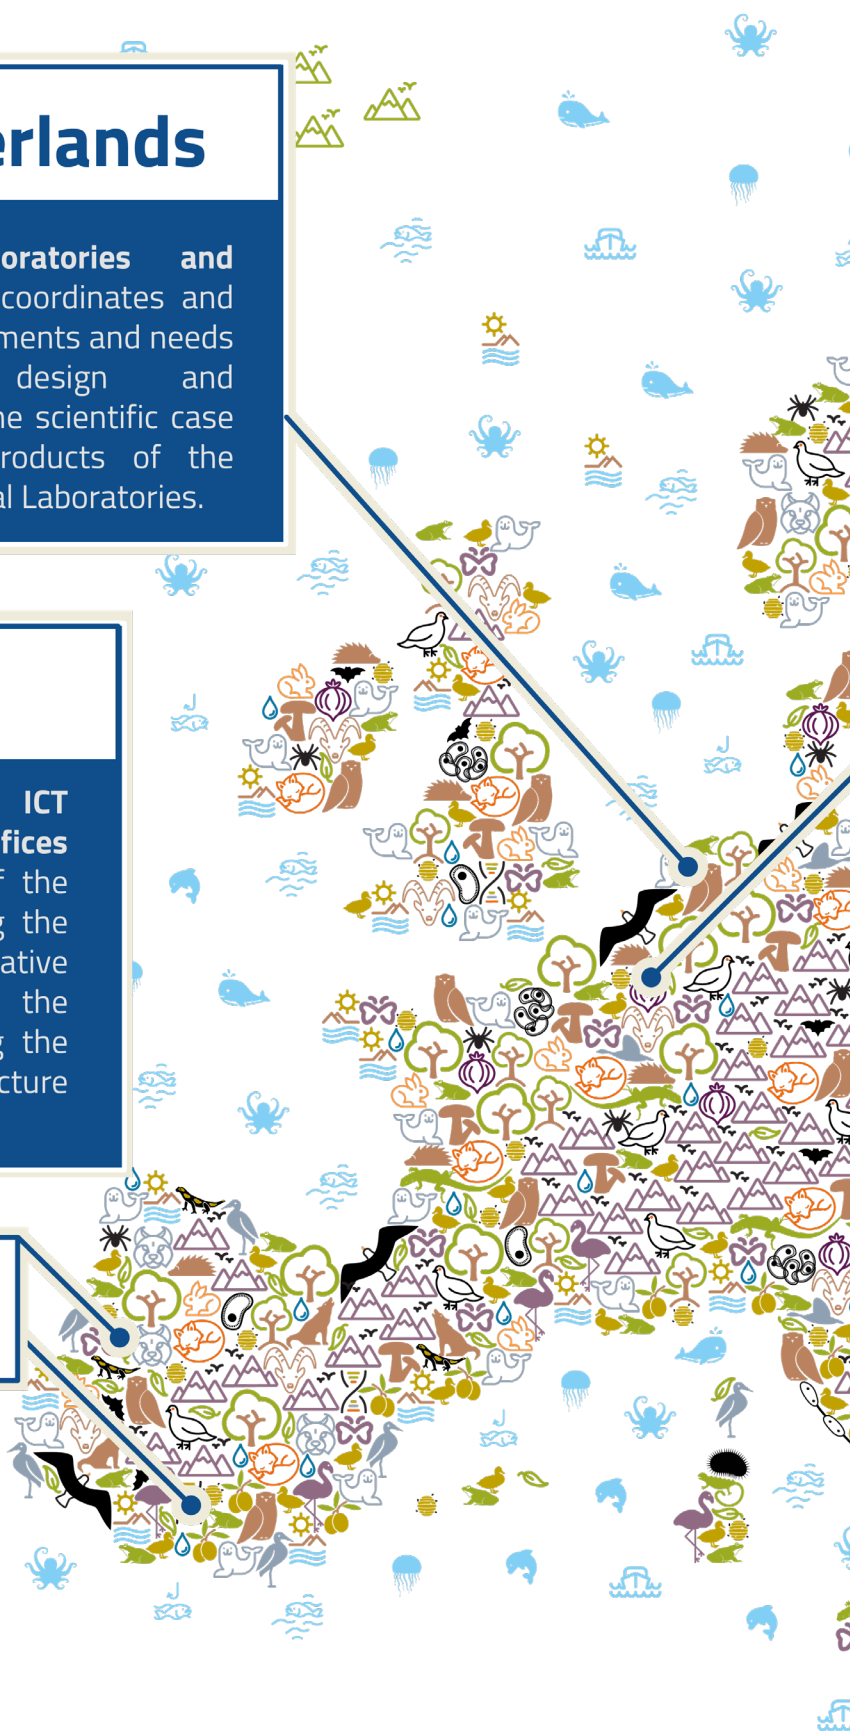 erlands
oratories and
coordinates and
ments and needs
design and
ne scientific case
roducts of the
al Laboratories.
ICT
fices
f the
g the
ative
the
g the
cture